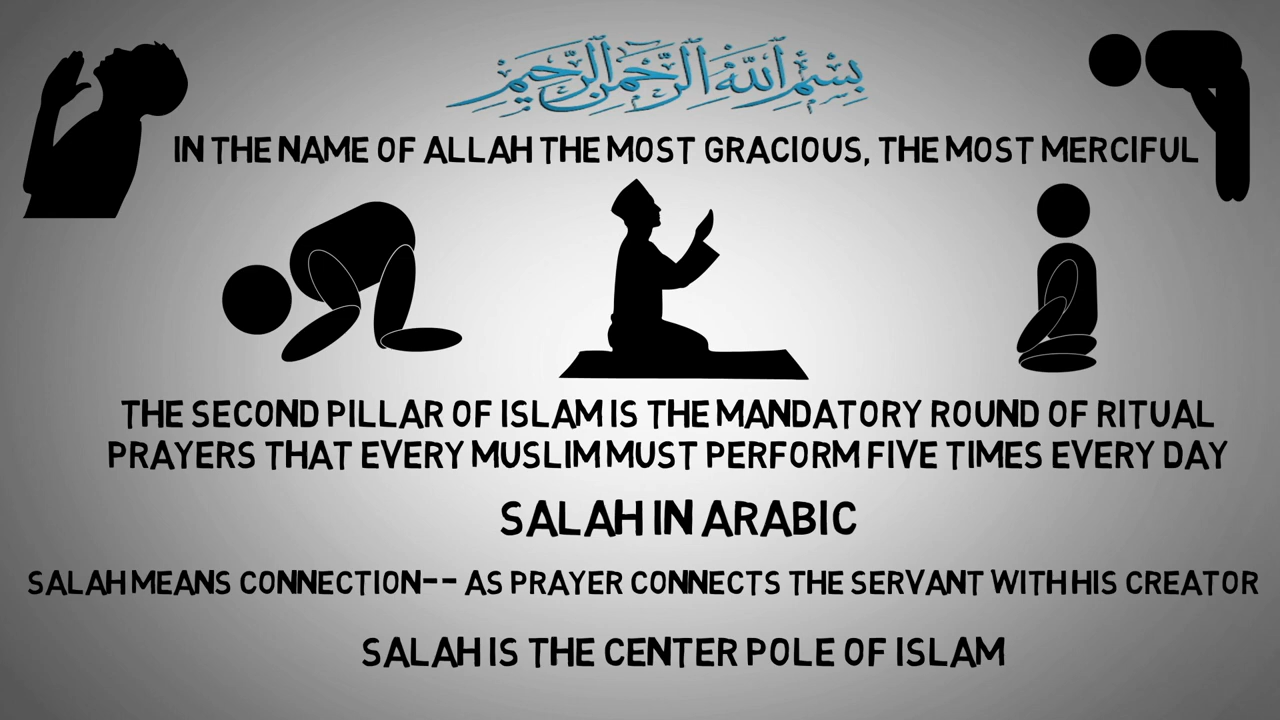 بِسْمِ اللَّهِ الرَّحْمَنِ الرَّحِيمِ
IN THE NAME OF ALLAH THE MOST GRACIOUS, THE MOST MERCIFUL
THE SECOND PILLAR OF ISLAM IS THE MANDATORY ROUND OF RITUAL
PRAYERS THAT EVERY MUSLIM MUST PERFORM FIVE TIMES EVERY DAY
SALAH IN ARABIC
SALAH MEANS CONNECTION-- AS PRAYER CONNECTS THE SERVANT WITH HIS CREATOR
SALAH IS THE CENTER POLE OF ISLAM